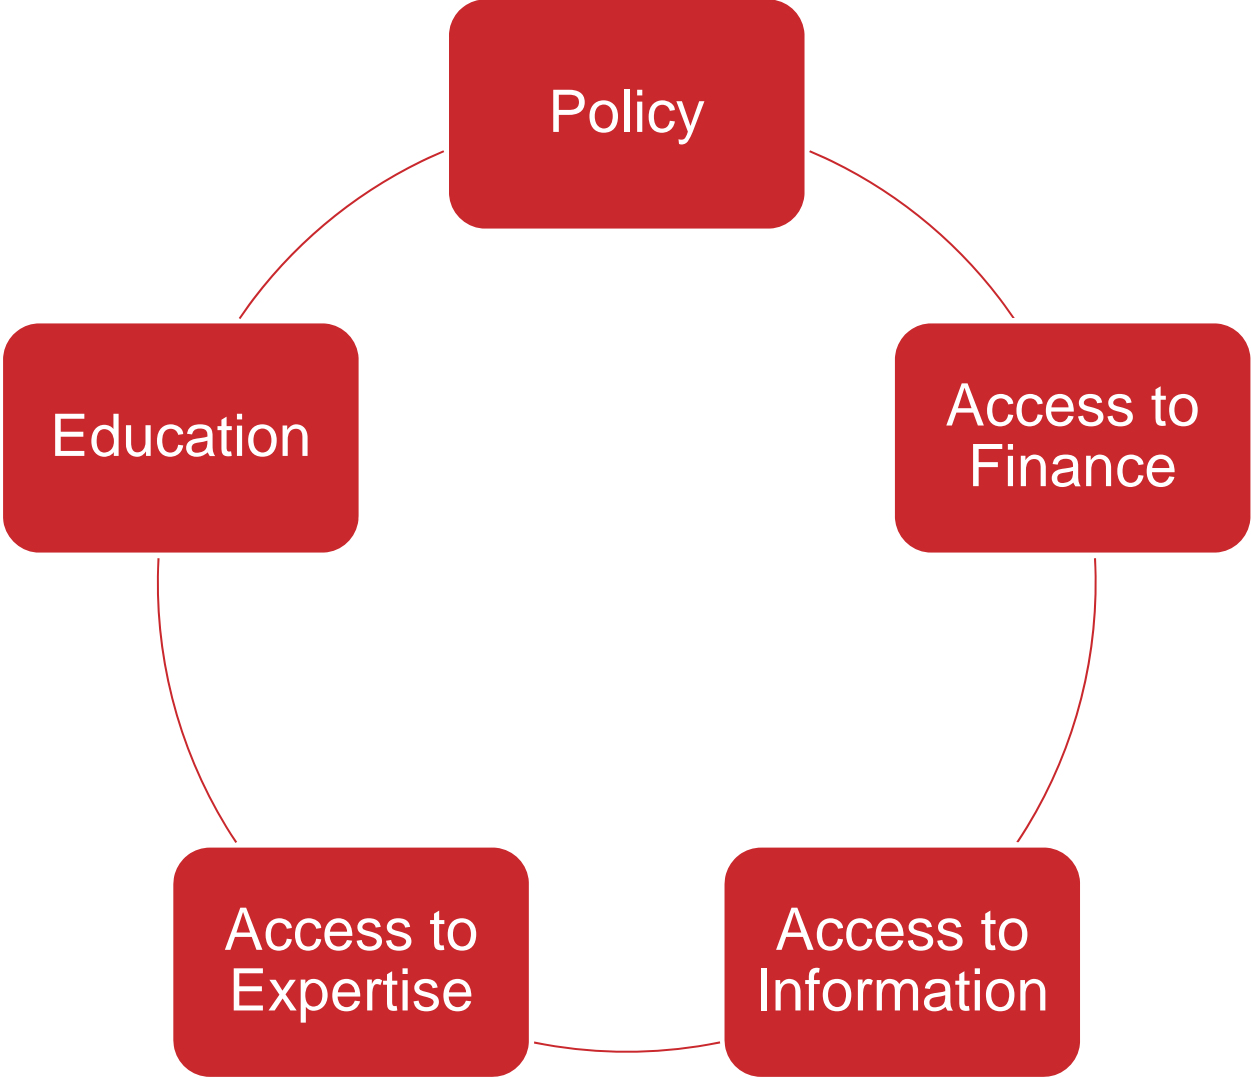 Policy
Access to
Finance
Access to
Information
Access to
Expertise
Education